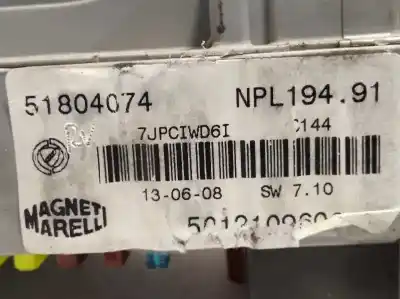 51804074 NPL194.91
7JPCIWD6I C144
13-06-08 SW 7.10
MAGNETI
MARELLI